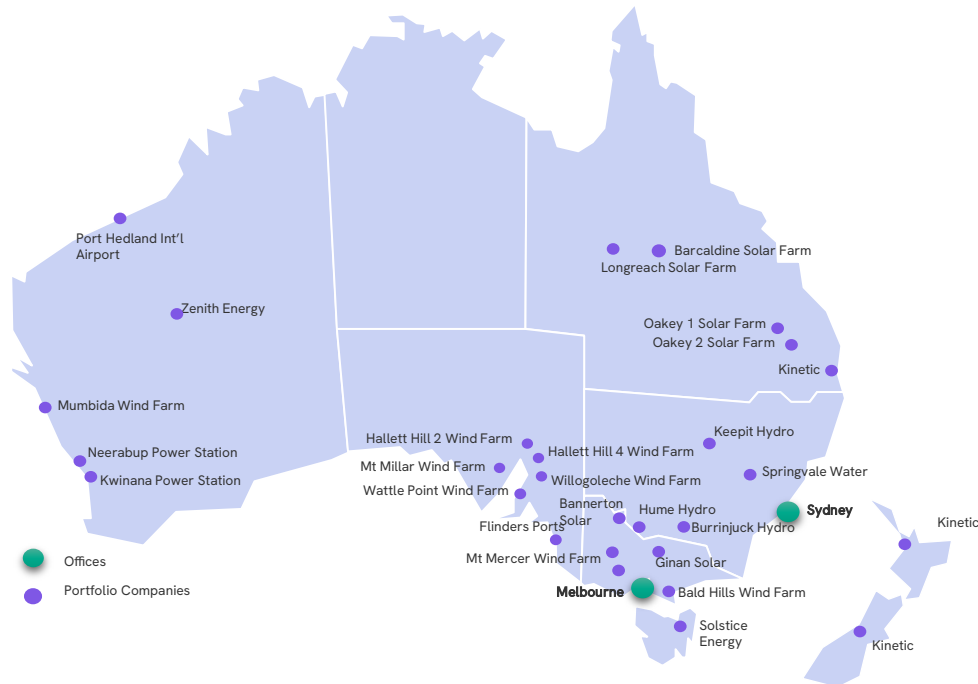 Port Hedland Int'l
Airport
Barcaldine Solar Farm
Longreach Solar Farm
Zenith Energy
Oakey 1 Solar Farm
Oakey 2 Solar Farm
Kinetic
Mumbida Wind Farm
Keepit Hydro
Hallett Hill 2 Wind Farm
Hallett Hill 4 Wind Farm
Neerabup Power Station
Mt Millar Wind Farm
Springvale Water
Kwinana Power Station
Willogoleche Wind Farm
Wattle Point Wind Farm
Bannerton
Solar
Hume Hydro
Sydney
Flinders Ports
Burrinjuck Hydro
Kinetic
Mt Mercer Wind Farm
Ginan Solar
Offices
Portfolio Companies
Melbourne
Bald Hills Wind Farm
Solstice
Energy
Kinetic